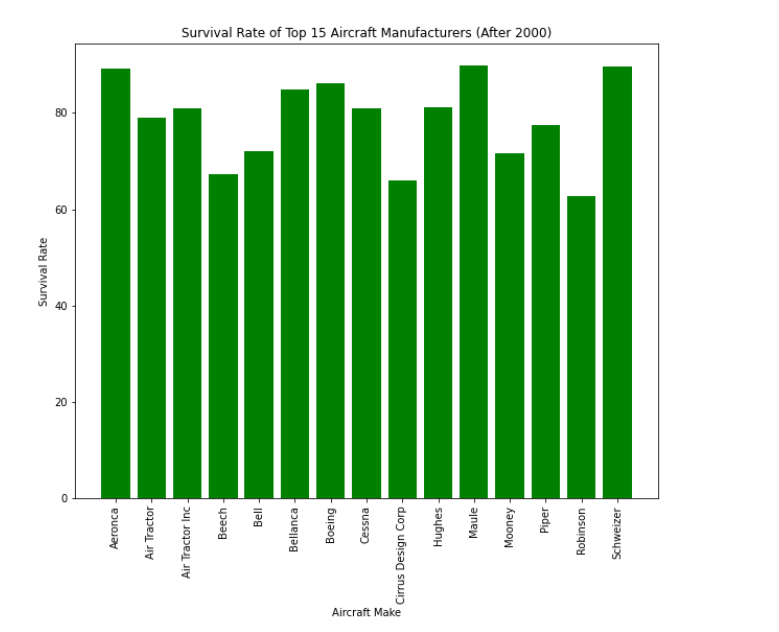 Survival Rate of Top 15 Aircraft Manufacturers (After 2000)
Survival Rate
80
60
40
20
0
Aeronca
Air Tractor
Air Tractor Inc
Beech
Bell
Bellanca
Boeing
Cessna
Cirrus Design Corp
Hughes
Maule
Mooney
Piper
Robinson
Schweizer
Aircraft Make